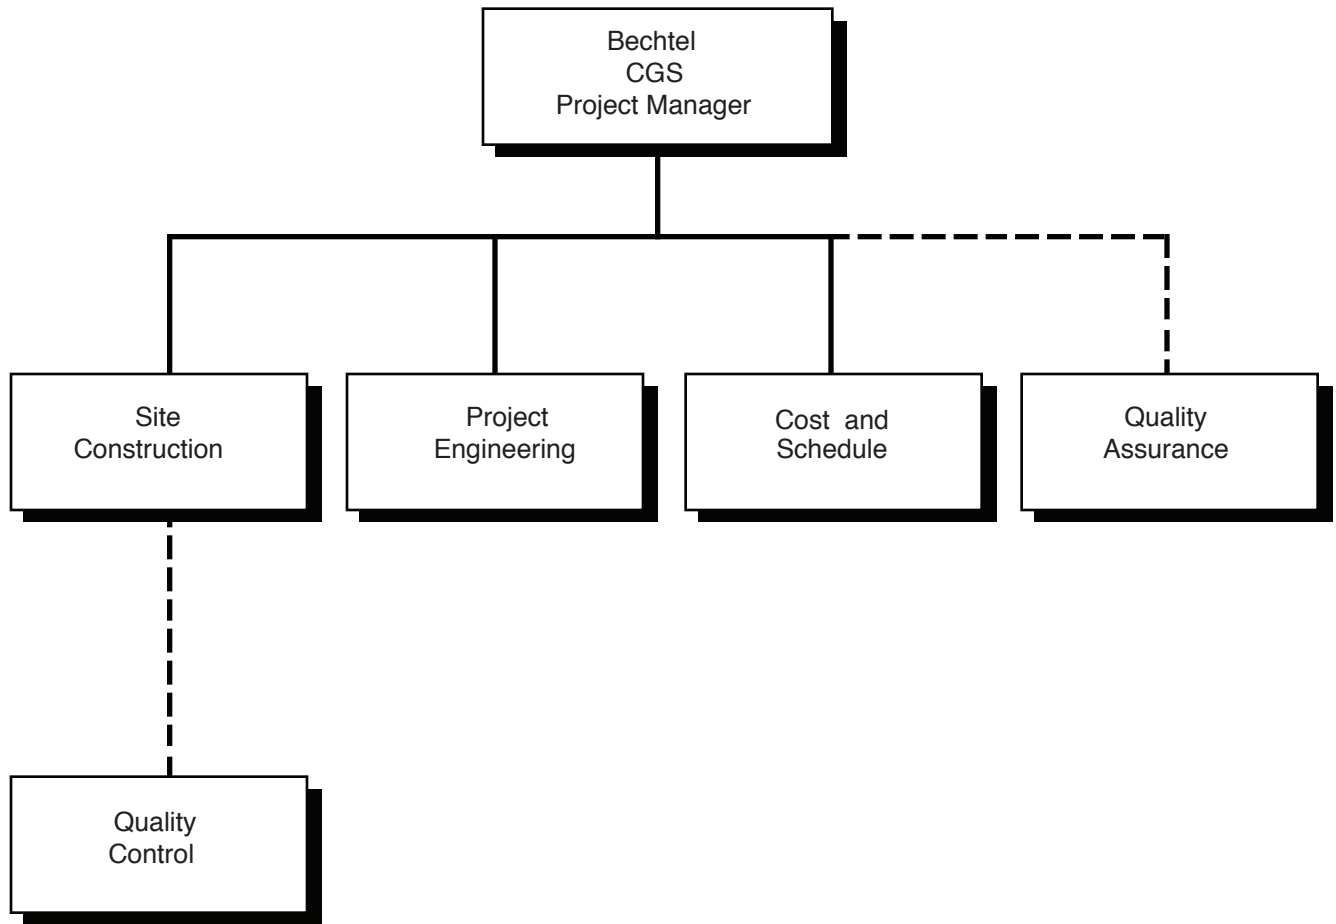 Bechtel
CGS
Project Manager
Site
Construction
Project
Engineering
Cost and
Schedule
Quality
Assurance
Quality
Control